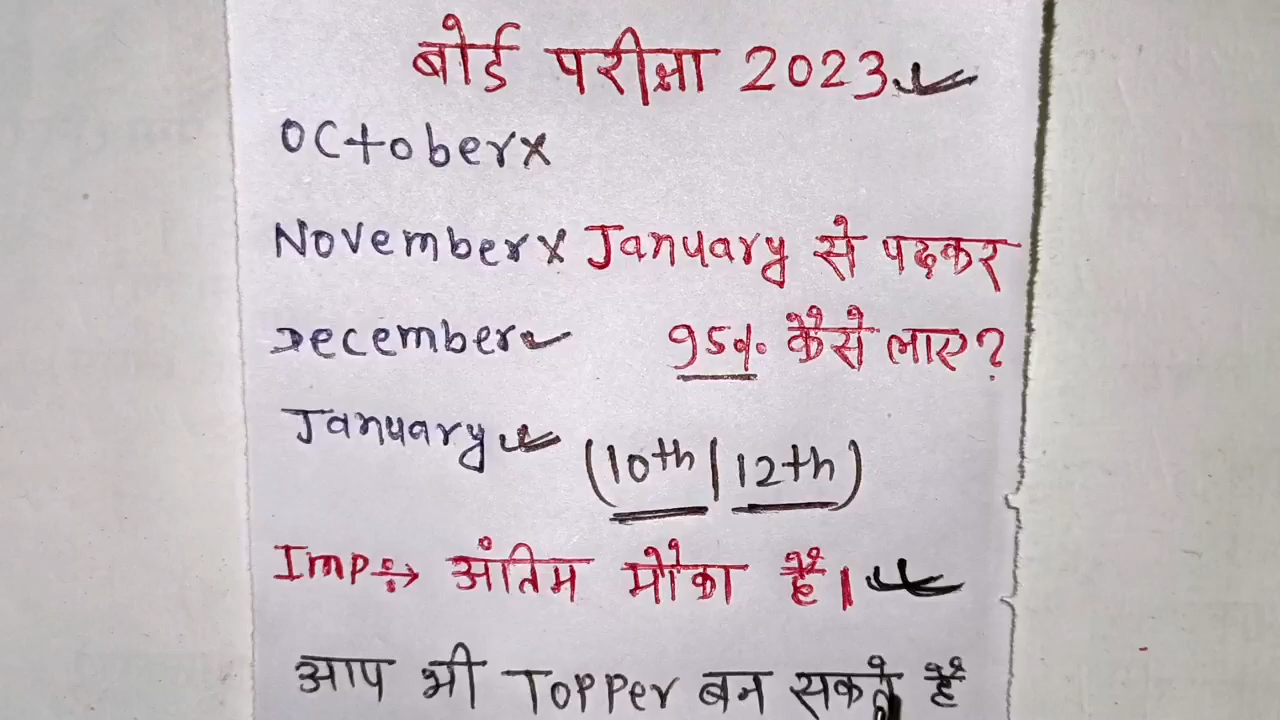 बोर्ड परीक्षा 2023
October x
November x January से पढ़कर
December 95% कैसे लाए?
January (10th | 12th)
Imp ÷→ अंतिम मौका है।
आप भी Topper बन सकते हैं